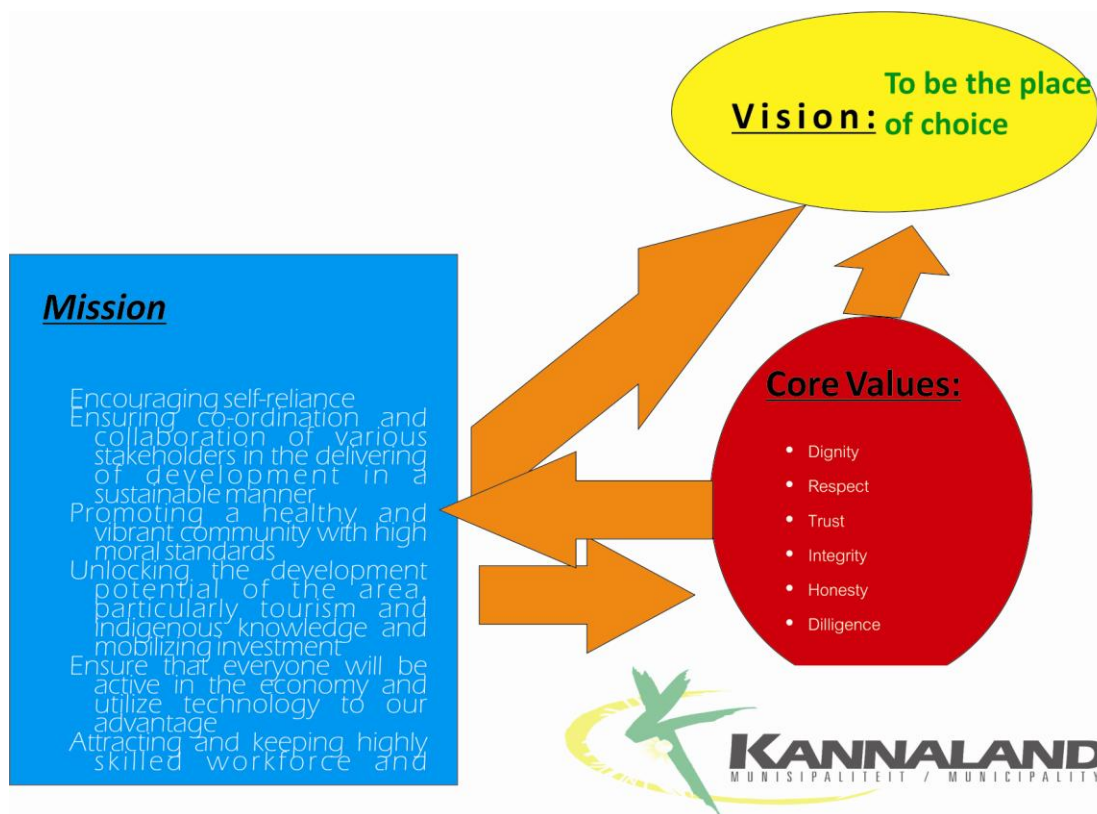 Vision: To be the place
of choice
Mission
Encouraging self-reliance
Ensuring co-ordination and
collaboration of various
stakeholders in the delivering
of development in a
sustainable manner
Promoting a healthy and
vibrant community with high
moral standards
Unlocking the development
potential of the area,
particularly tourism and
indigenous knowledge and
mobilizing investment
Ensure that everyone will be
active in the economy and
utilize technology to our
advantage
Attracting and keeping highly
skilled workforce and
Core Values:
• Dignity
• Respect
• Trust
• Integrity
• Honesty
• Dilligence
KANNALAND
MUNISIPALITEIT / MUNICIPALITY